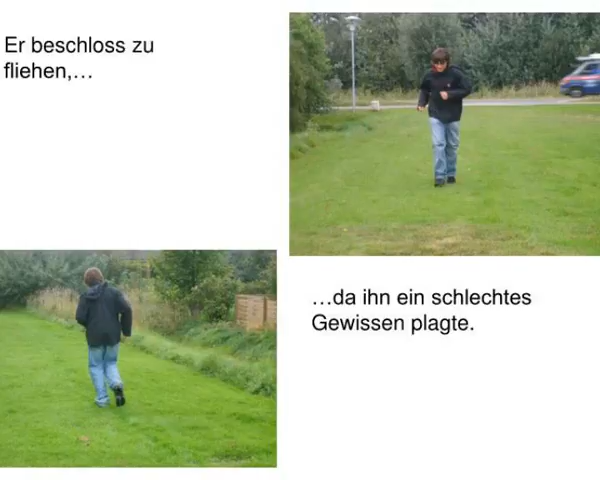 Er beschloss zu
fliehen,…
…da ihn ein schlechtes
Gewissen plagte.